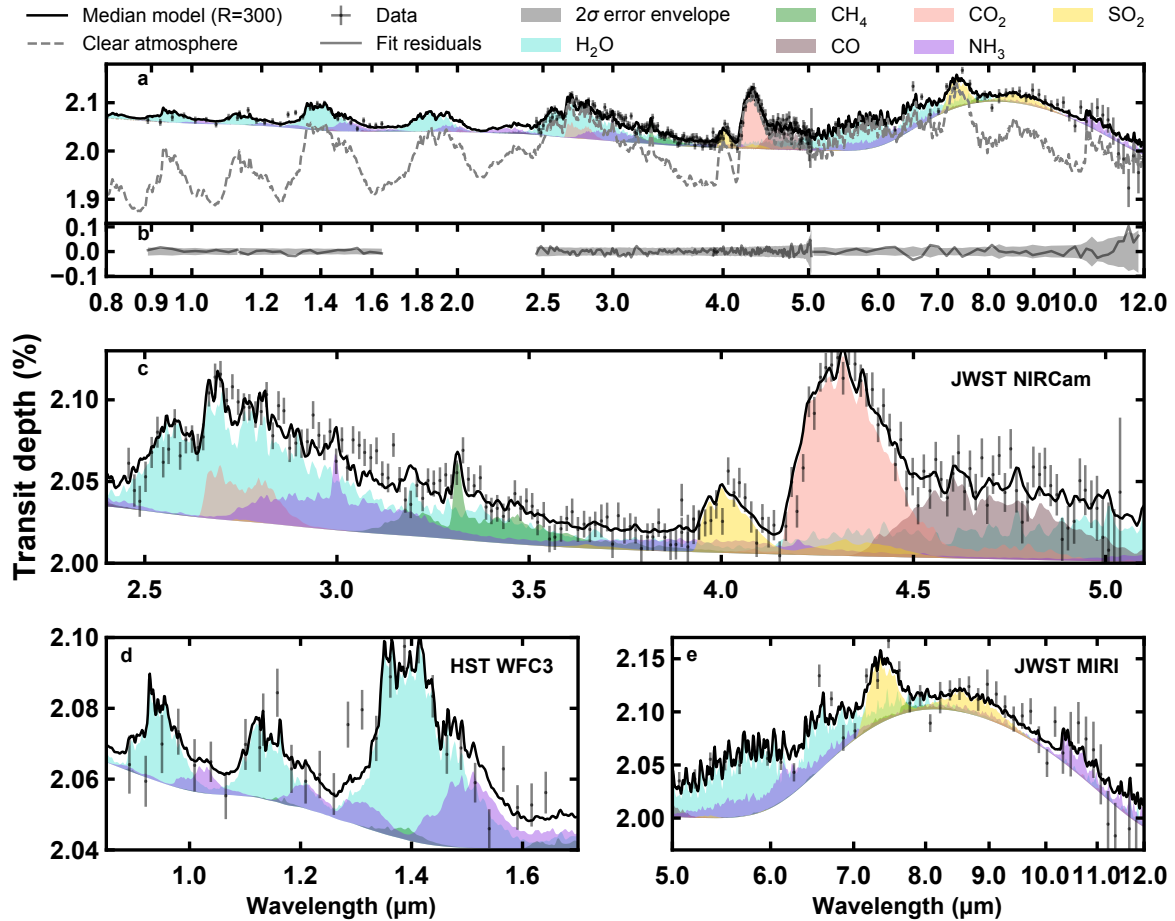 Median model (R=300) Data 2σ error envelope CH₄ CO₂ SO₂
Clear atmosphere Fit residuals H₂O CO NH₃
a
2.1
2.0
1.9
b
0.1
0.0
−0.1
0.8 0.9 1.0 1.2 1.4 1.6 1.8 2.0 2.5 3.0 4.0 5.0 6.0 7.0 8.0 9.0 10.0 12.0
Transit depth (%)
c JWST NIRCam
2.10
2.05
2.00
2.5 3.0 3.5 4.0 4.5 5.0
d HST WFC3
2.10
2.08
2.06
2.04
1.0 1.2 1.4 1.6
Wavelength (μm)
e JWST MIRI
2.15
2.10
2.05
2.00
5.0 6.0 7.0 8.0 9.0 10.0 11.0 12.0
Wavelength (μm)